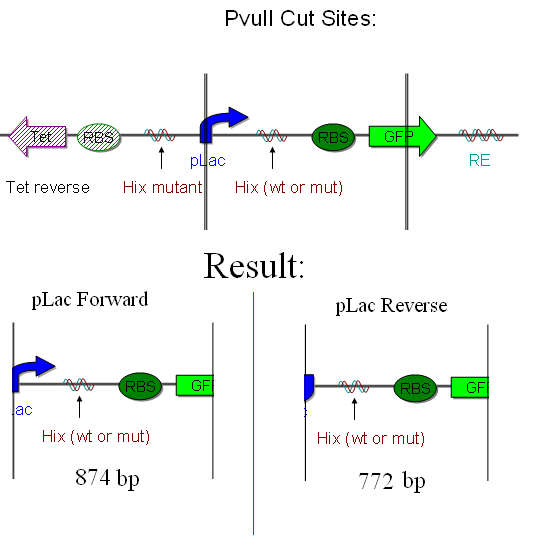 PvuII Cut Sites:
Tet RBS RBS GFP
pLac RE
Tet reverse Hix mutant Hix (wt or mut)
Result:
pLac Forward pLac Reverse
RBS GF RBS GF
ac
Hix (wt or mut) Hix (wt or mut)
874 bp 772 bp